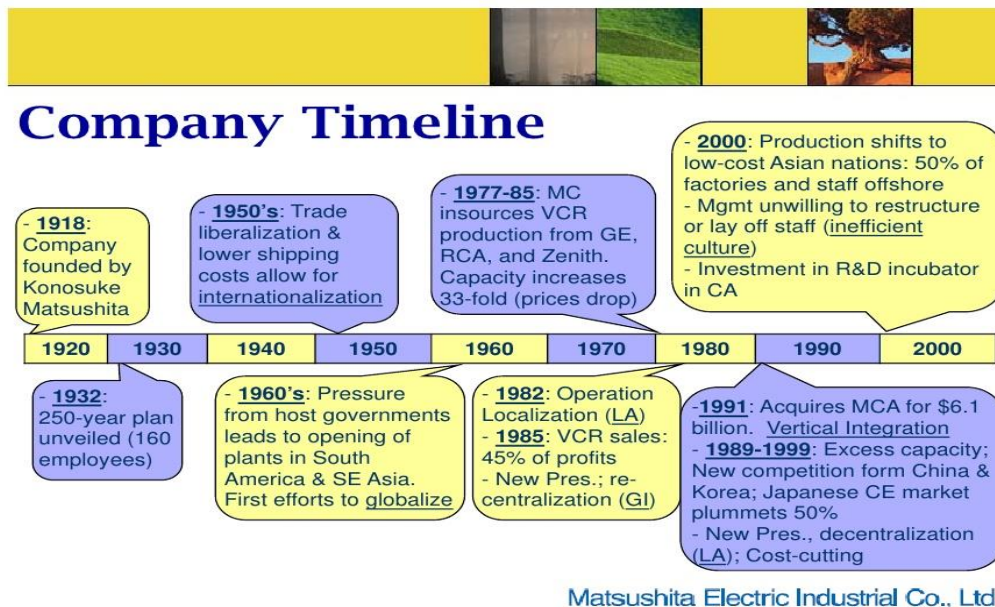 Company Timeline
- 1918:
Company
founded by
Konosuke
Matsushita
- 1950's: Trade
liberalization &
lower shipping
costs allow for
internationalization
- 1977-85: MC
insources VCR
production from GE,
RCA, and Zenith.
Capacity increases
33-fold (prices drop)
- 2000: Production shifts to
low-cost Asian nations: 50% of
factories and staff offshore
- Mgmt unwilling to restructure
or lay off staff (inefficient
culture)
- Investment in R&D incubator
in CA
1920 1930 1940 1950 1960 1970 1980 1990 2000
- 1932:
250-year plan
unveiled (160
employees)
- 1960's: Pressure
from host governments
leads to opening of
plants in South
America & SE Asia.
First efforts to globalize
- 1982: Operation
Localization (LA)
- 1985: VCR sales:
45% of profits
- New Pres.; re-
centralization (GI)
-1991: Acquires MCA for $6.1
billion. Vertical Integration
- 1989-1999: Excess capacity;
New competition form China &
Korea; Japanese CE market
plummets 50%
- New Pres., decentralization
(LA); Cost-cutting
Matsushita Electric Industrial Co., Ltd